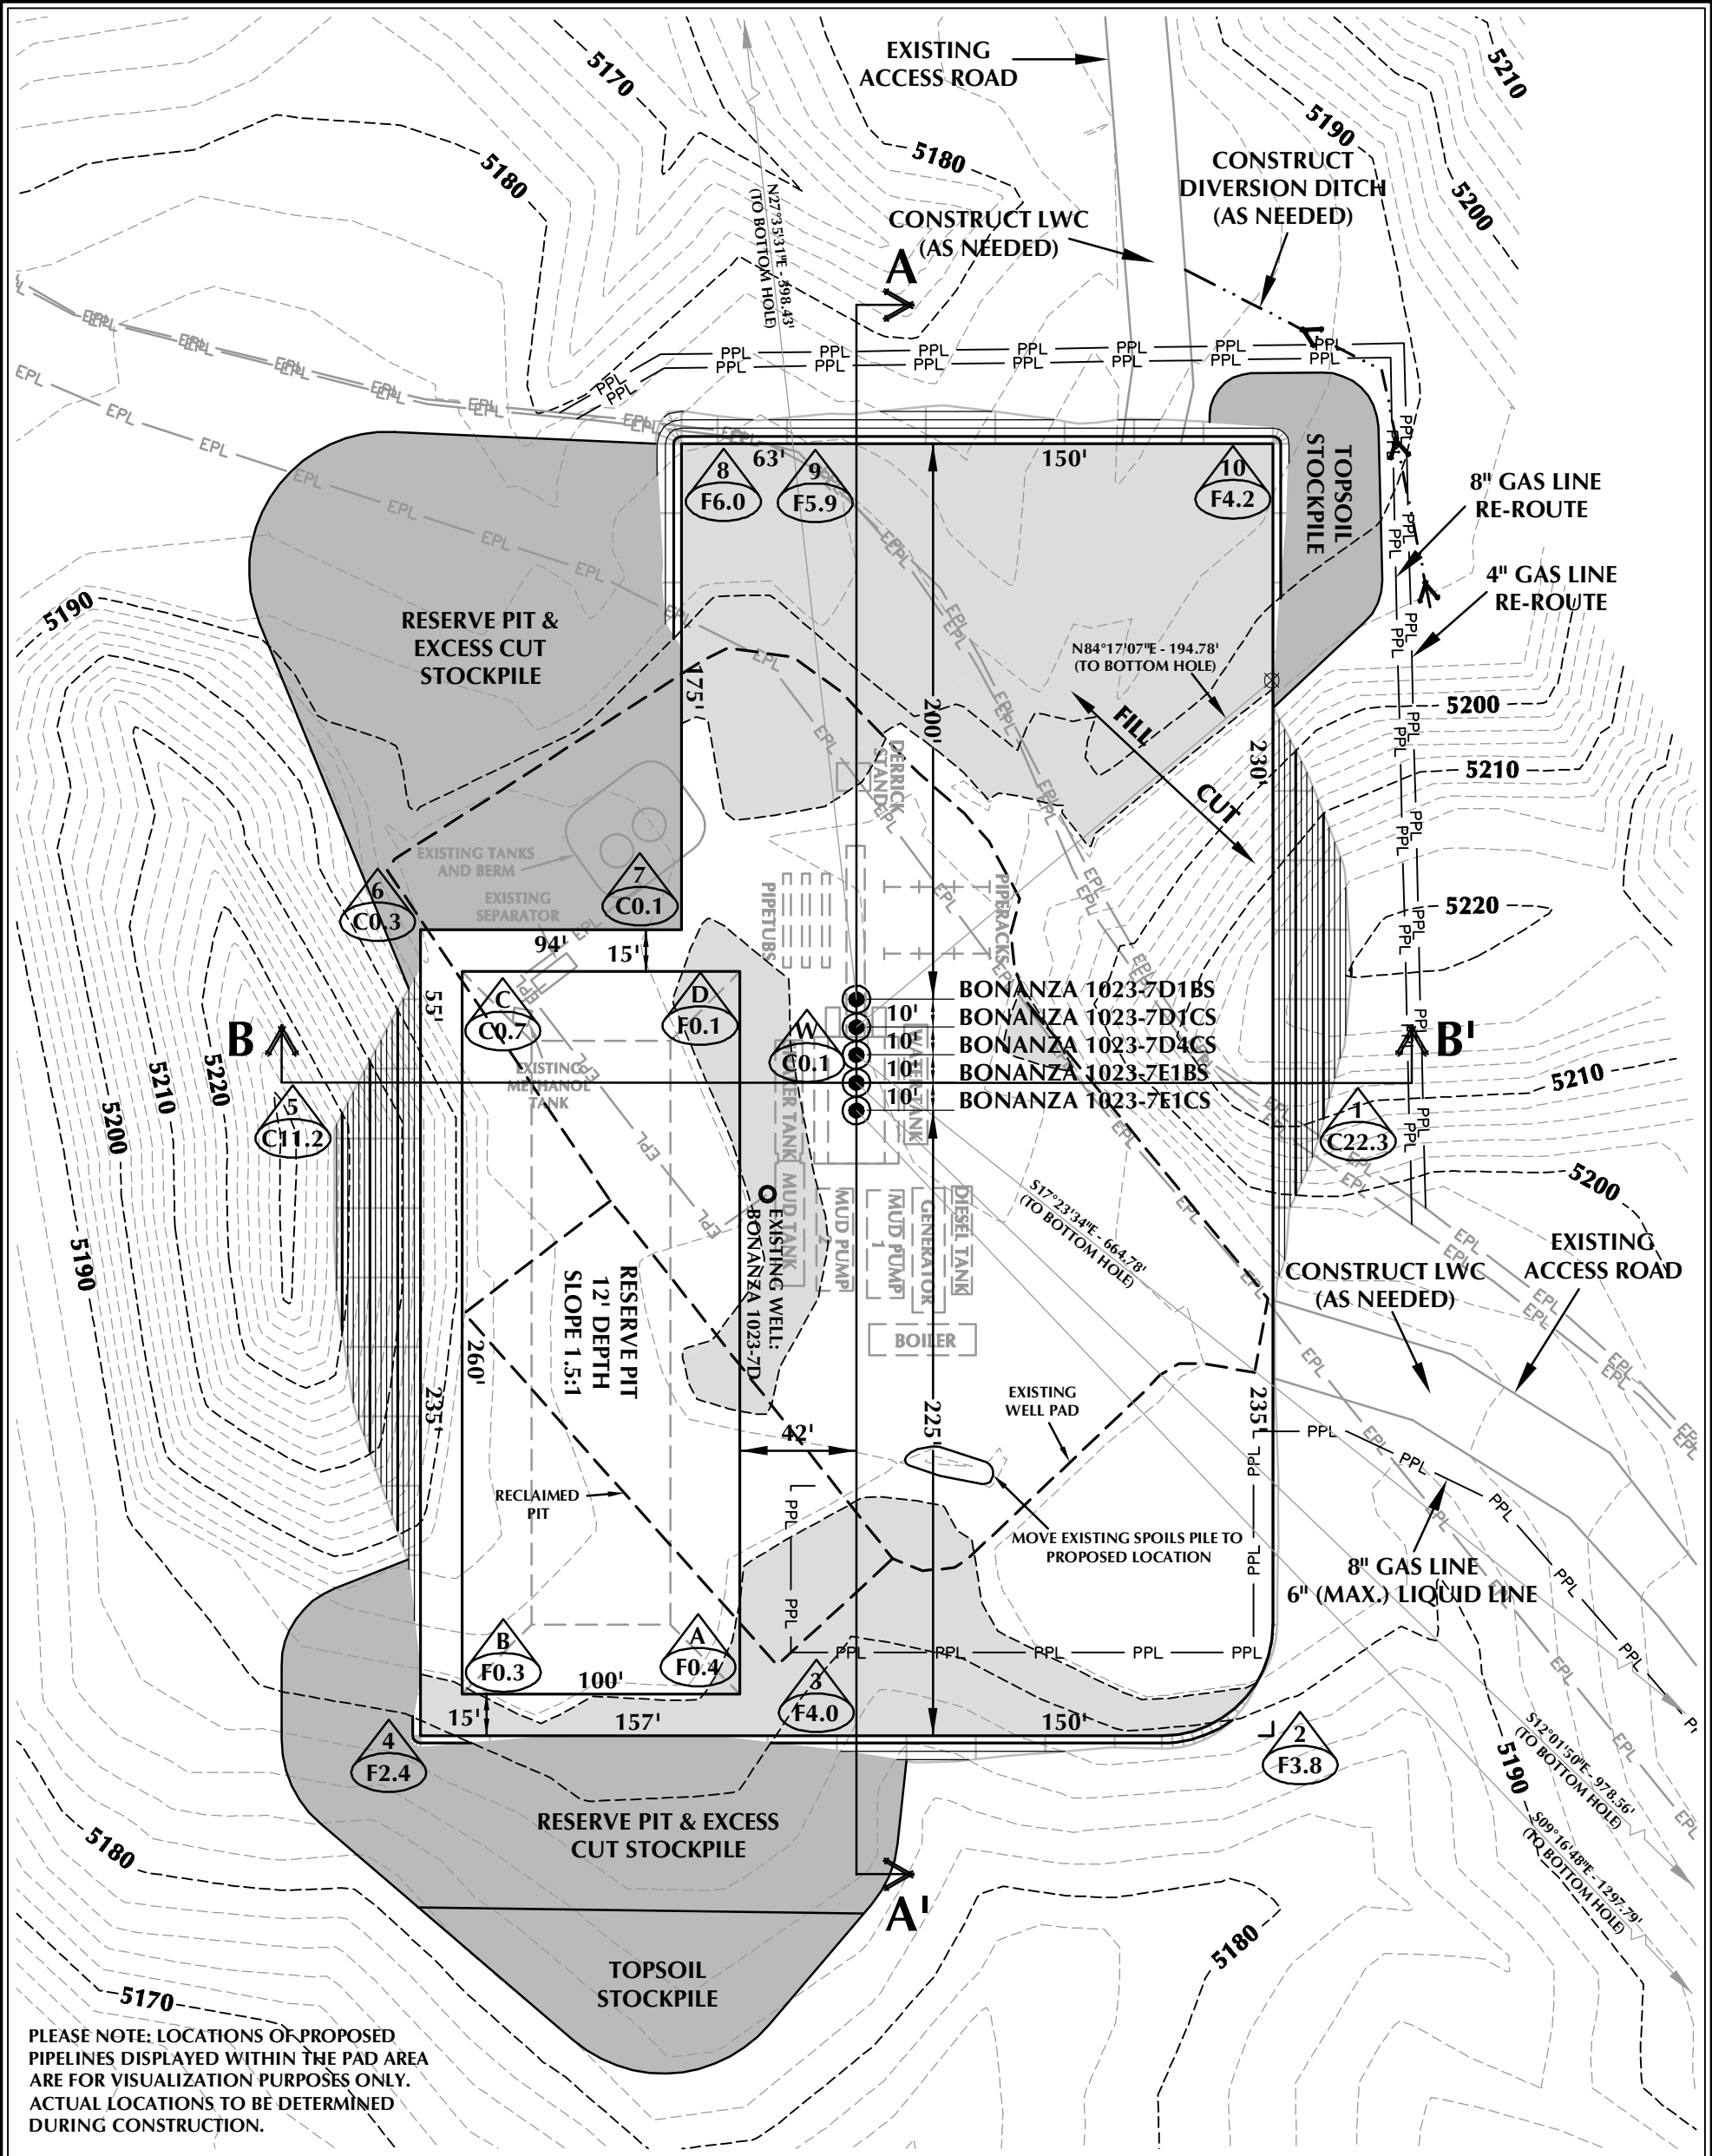 EXISTING
ACCESS ROAD
5170
5210
5190
5180
5180
CONSTRUCT
DIVERSION DITCH
(AS NEEDED)
5200
CONSTRUCT LWC
(AS NEEDED)
N27°35'31"E - 398.43'
(TO BOTTOM HOLE)
A
EPL
PPL
8
F6.0
63'
9
F5.9
150'
10
F4.2
TOPSOIL
STOCKPILE
8" GAS LINE
RE-ROUTE
4" GAS LINE
RE-ROUTE
5190
RESERVE PIT &
EXCESS CUT
STOCKPILE
175'
200'
N84°17'07"E - 194.78'
(TO BOTTOM HOLE)
FILL
CUT
230'
5200
5210
DERRICK
STAND
EXISTING TANKS
AND BERM
EXISTING
SEPARATOR
6
C0.3
7
C0.1
PIPETUBS
PIPERACKS
5220
94'
15'
55'
C
C0.7
D
F0.1
W
C0.1
BONANZA 1023-7D1BS
10'
BONANZA 1023-7D1CS
10'
BONANZA 1023-7D4CS
10'
BONANZA 1023-7E1BS
10'
BONANZA 1023-7E1CS
B
B'
5210
5220
5210
5200
5
C11.2
1
C22.3
EXISTING
METHANOL
TANK
WATER TANK
MUD TANK
MUD PUMP
2
MUD PUMP
1
GENERATOR
DIESEL TANK
BOILER
5200
5190
S17°23'34"E - 664.78'
(TO BOTTOM HOLE)
EXISTING WELL:
BONANZA 1023-7D
RESERVE PIT
12' DEPTH
SLOPE 1.5:1
260'
235'
CONSTRUCT LWC
(AS NEEDED)
EXISTING
ACCESS ROAD
EXISTING
WELL PAD
225'
235'
42'
RECLAIMED
PIT
MOVE EXISTING SPOILS PILE TO
PROPOSED LOCATION
8" GAS LINE
6" (MAX.) LIQUID LINE
B
F0.3
A
F0.4
100'
3
F4.0
15'
157'
150'
4
F2.4
2
F3.8
5190
S12°01'50"E - 978.56'
(TO BOTTOM HOLE)
S09°16'48"E - 1297.79'
(TO BOTTOM HOLE)
RESERVE PIT & EXCESS
CUT STOCKPILE
5180
A'
5180
TOPSOIL
STOCKPILE
5170
PLEASE NOTE: LOCATIONS OF PROPOSED
PIPELINES DISPLAYED WITHIN THE PAD AREA
ARE FOR VISUALIZATION PURPOSES ONLY.
ACTUAL LOCATIONS TO BE DETERMINED
DURING CONSTRUCTION.